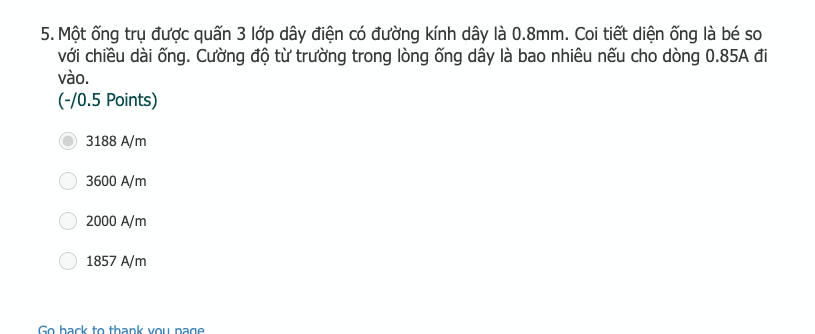 5. Một ống trụ được quấn 3 lớp dây điện có đường kính dây là 0.8mm. Coi tiết diện ống là bé so
với chiều dài ống. Cường độ từ trường trong lòng ống dây là bao nhiêu nếu cho dòng 0.85A đi
vào.
(-/0.5 Points)
3188 A/m
3600 A/m
2000 A/m
1857 A/m
Go back to thank you page